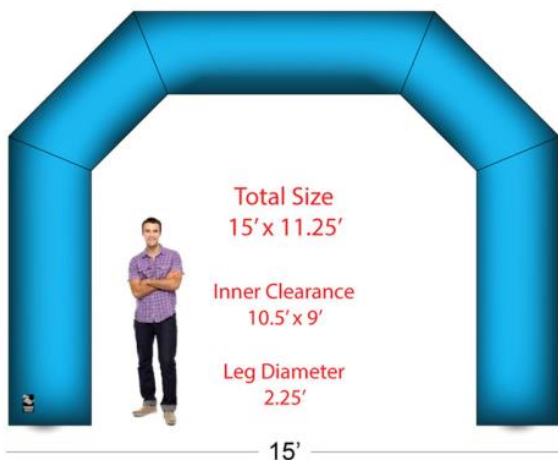 Total Size
15' x 11.25'
Inner Clearance
10.5' x 9'
Leg Diameter
2.25'
15'